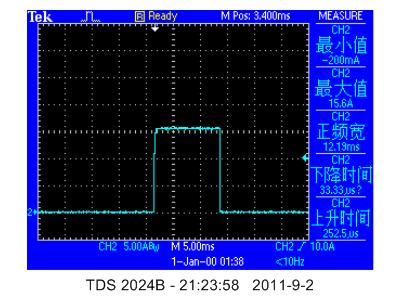 Tek R Ready M Pos: 3.400ms MEASURE
CH2
最小值
-200mA
CH2
最大值
15.6A
CH2
正频宽
12.19ms
CH2
下降时间
33.33us?
CH2
上升时间
252.5us
2
CH2 5.00ABW M 5.00ms CH2 / 10.0A
1-Jan-00 01:38 <10Hz
TDS 2024B - 21:23:58 2011-9-2